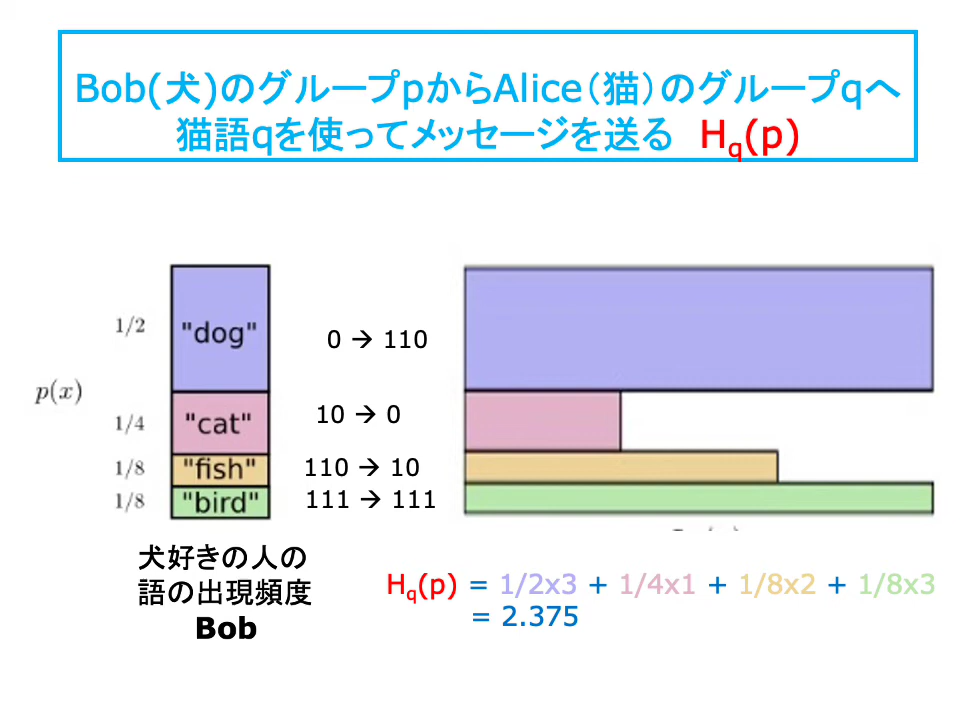 Bob(犬)のグループpからAlice（猫）のグループqへ
猫語qを使ってメッセージを送る Hq(p)
p(x)
1/2 "dog" 0 → 110
1/4 "cat" 10 → 0
1/8 "fish" 110 → 10
1/8 "bird" 111 → 111
犬好きの人の
語の出現頻度
Bob
Hq(p) = 1/2x3 + 1/4x1 + 1/8x2 + 1/8x3
= 2.375